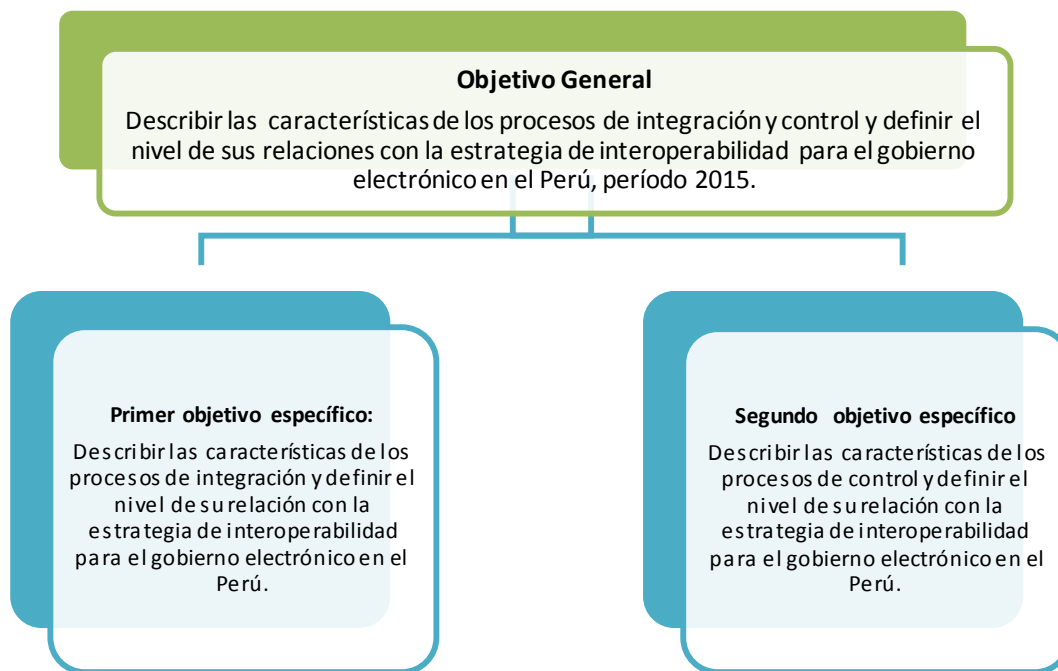 Objetivo General
Describir las características de los procesos de integración y control y definir el
nivel de sus relaciones con la estrategia de interoperabilidad para el gobierno
electrónico en el Perú, período 2015.
Primer objetivo específico:
Describir las características de los
procesos de integración y definir el
nivel de su relación con la
estrategia de interoperabilidad
para el gobierno electrónico en el
Perú.
Segundo objetivo específico
Describir las características de los
procesos de control y definir el
nivel de su relación con la
estrategia de interoperabilidad
para el gobierno electrónico en el
Perú.